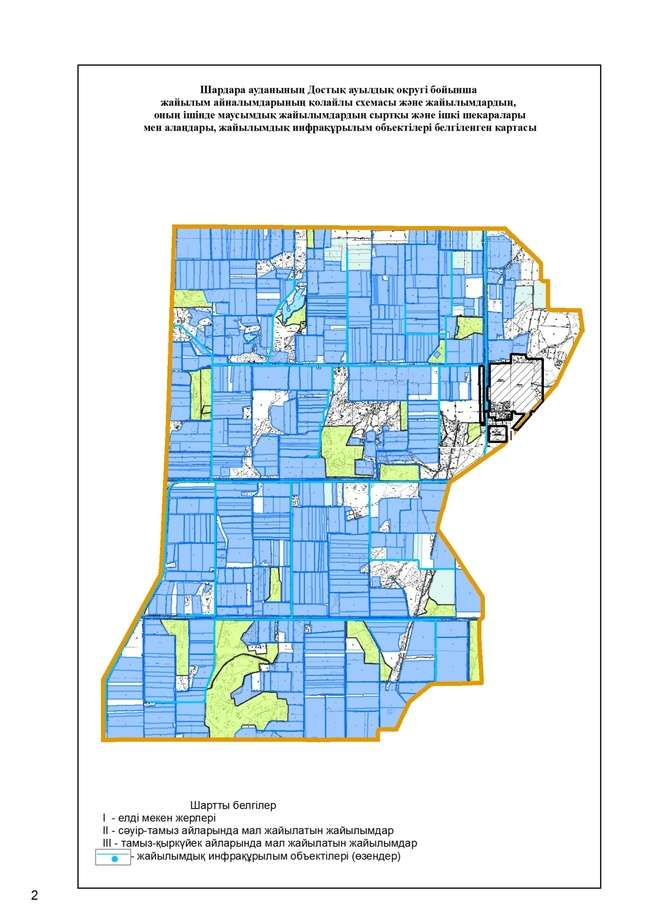 Шардара ауданының Достық ауылдық округі бойынша
жайылым айналымдарының қолайлы схемасы және жайылымдардың,
оның ішінде маусымдық жайылымдардың сыртқы және ішкі шекаралары
мен алаңдары, жайылымдық инфрақұрылым объектілері белгіленген картасы
Шартты белгілер
I - елді мекен жерлері
II - сәуір-тамыз айларында мал жайылатын жайылымдар
III - тамыз-қыркүйек айларында мал жайылатын жайылымдар
- жайылымдық инфрақұрылым объектілері (өзендер)
2